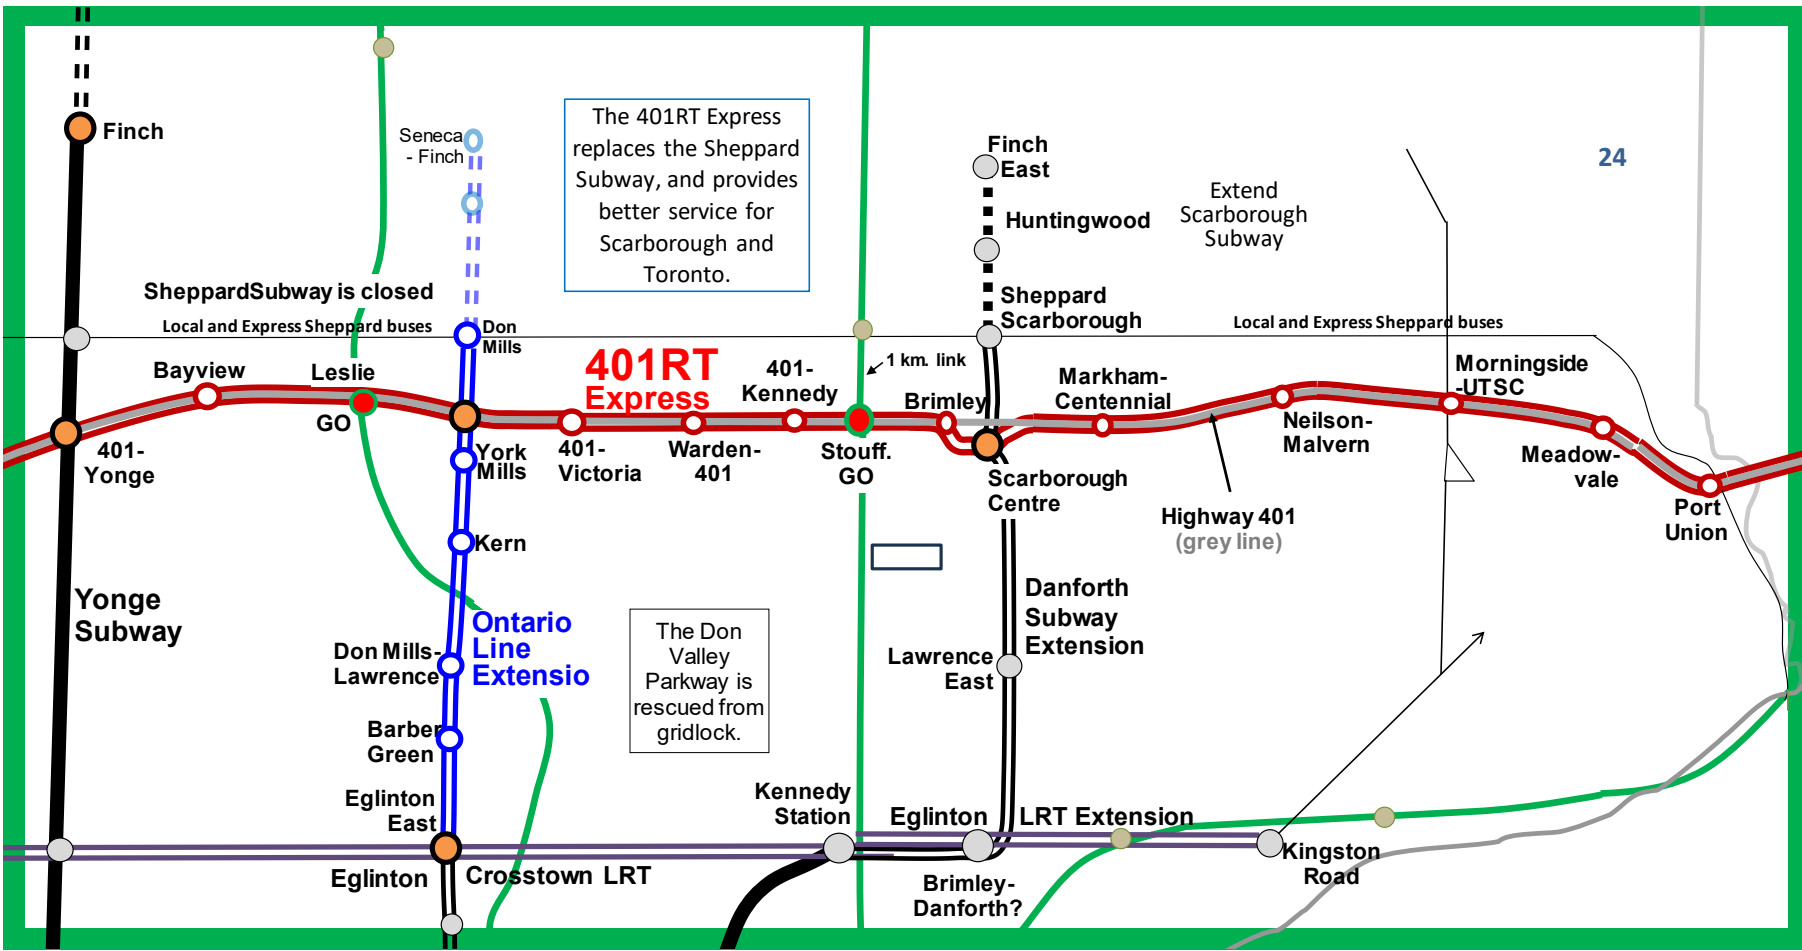 Finch
Seneca
- Finch
The 401RT Express
replaces the Sheppard
Subway, and provides
better service for
Scarborough and
Toronto.
Finch
East
Huntingwood
Extend
Scarborough
Subway
24
SheppardSubway is closed
Local and Express Sheppard buses
Don
Mills
Sheppard
Scarborough
Local and Express Sheppard buses
Bayview
Leslie
GO
401RT
Express
401-
Kennedy
1 km. link
Brimley
Markham-
Centennial
Morningside
-UTSC
401-
Yonge
York
Mills
401-
Victoria
Warden-
401
Stouff.
GO
Scarborough
Centre
Neilson-
Malvern
Meadow-
vale
Port
Union
Highway 401
(grey line)
Kern
Yonge
Subway
Ontario
Line
Extensio
Don Mills-
Lawrence
The Don
Valley
Parkway is
rescued from
gridlock.
Danforth
Subway
Extension
Lawrence
East
Barber
Green
Eglinton
East
Kennedy
Station
Eglinton
LRT Extension
Kingston
Road
Eglinton
Crosstown LRT
Brimley-
Danforth?